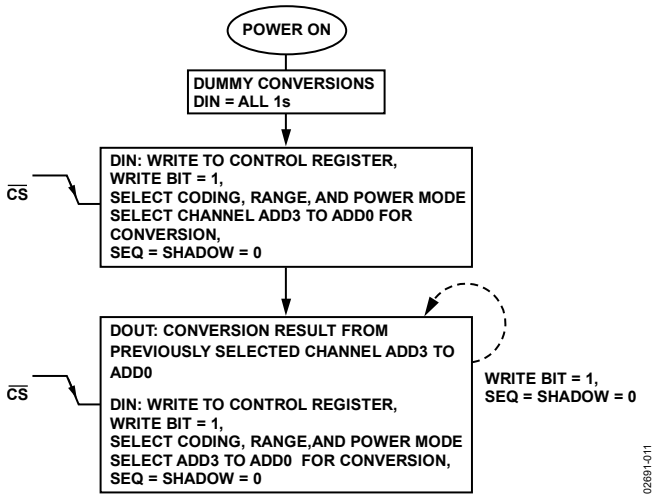 POWER ON
DUMMY CONVERSIONS
DIN = ALL 1s
CS
DIN: WRITE TO CONTROL REGISTER,
WRITE BIT = 1,
SELECT CODING, RANGE, AND POWER MODE
SELECT CHANNEL ADD3 TO ADD0 FOR
CONVERSION,
SEQ = SHADOW = 0
CS
DOUT: CONVERSION RESULT FROM
PREVIOUSLY SELECTED CHANNEL ADD3 TO
ADD0
DIN: WRITE TO CONTROL REGISTER,
WRITE BIT = 1,
SELECT CODING, RANGE,AND POWER MODE
SELECT ADD3 TO ADD0 FOR CONVERSION,
SEQ = SHADOW = 0
WRITE BIT = 1,
SEQ = SHADOW = 0
02691-011